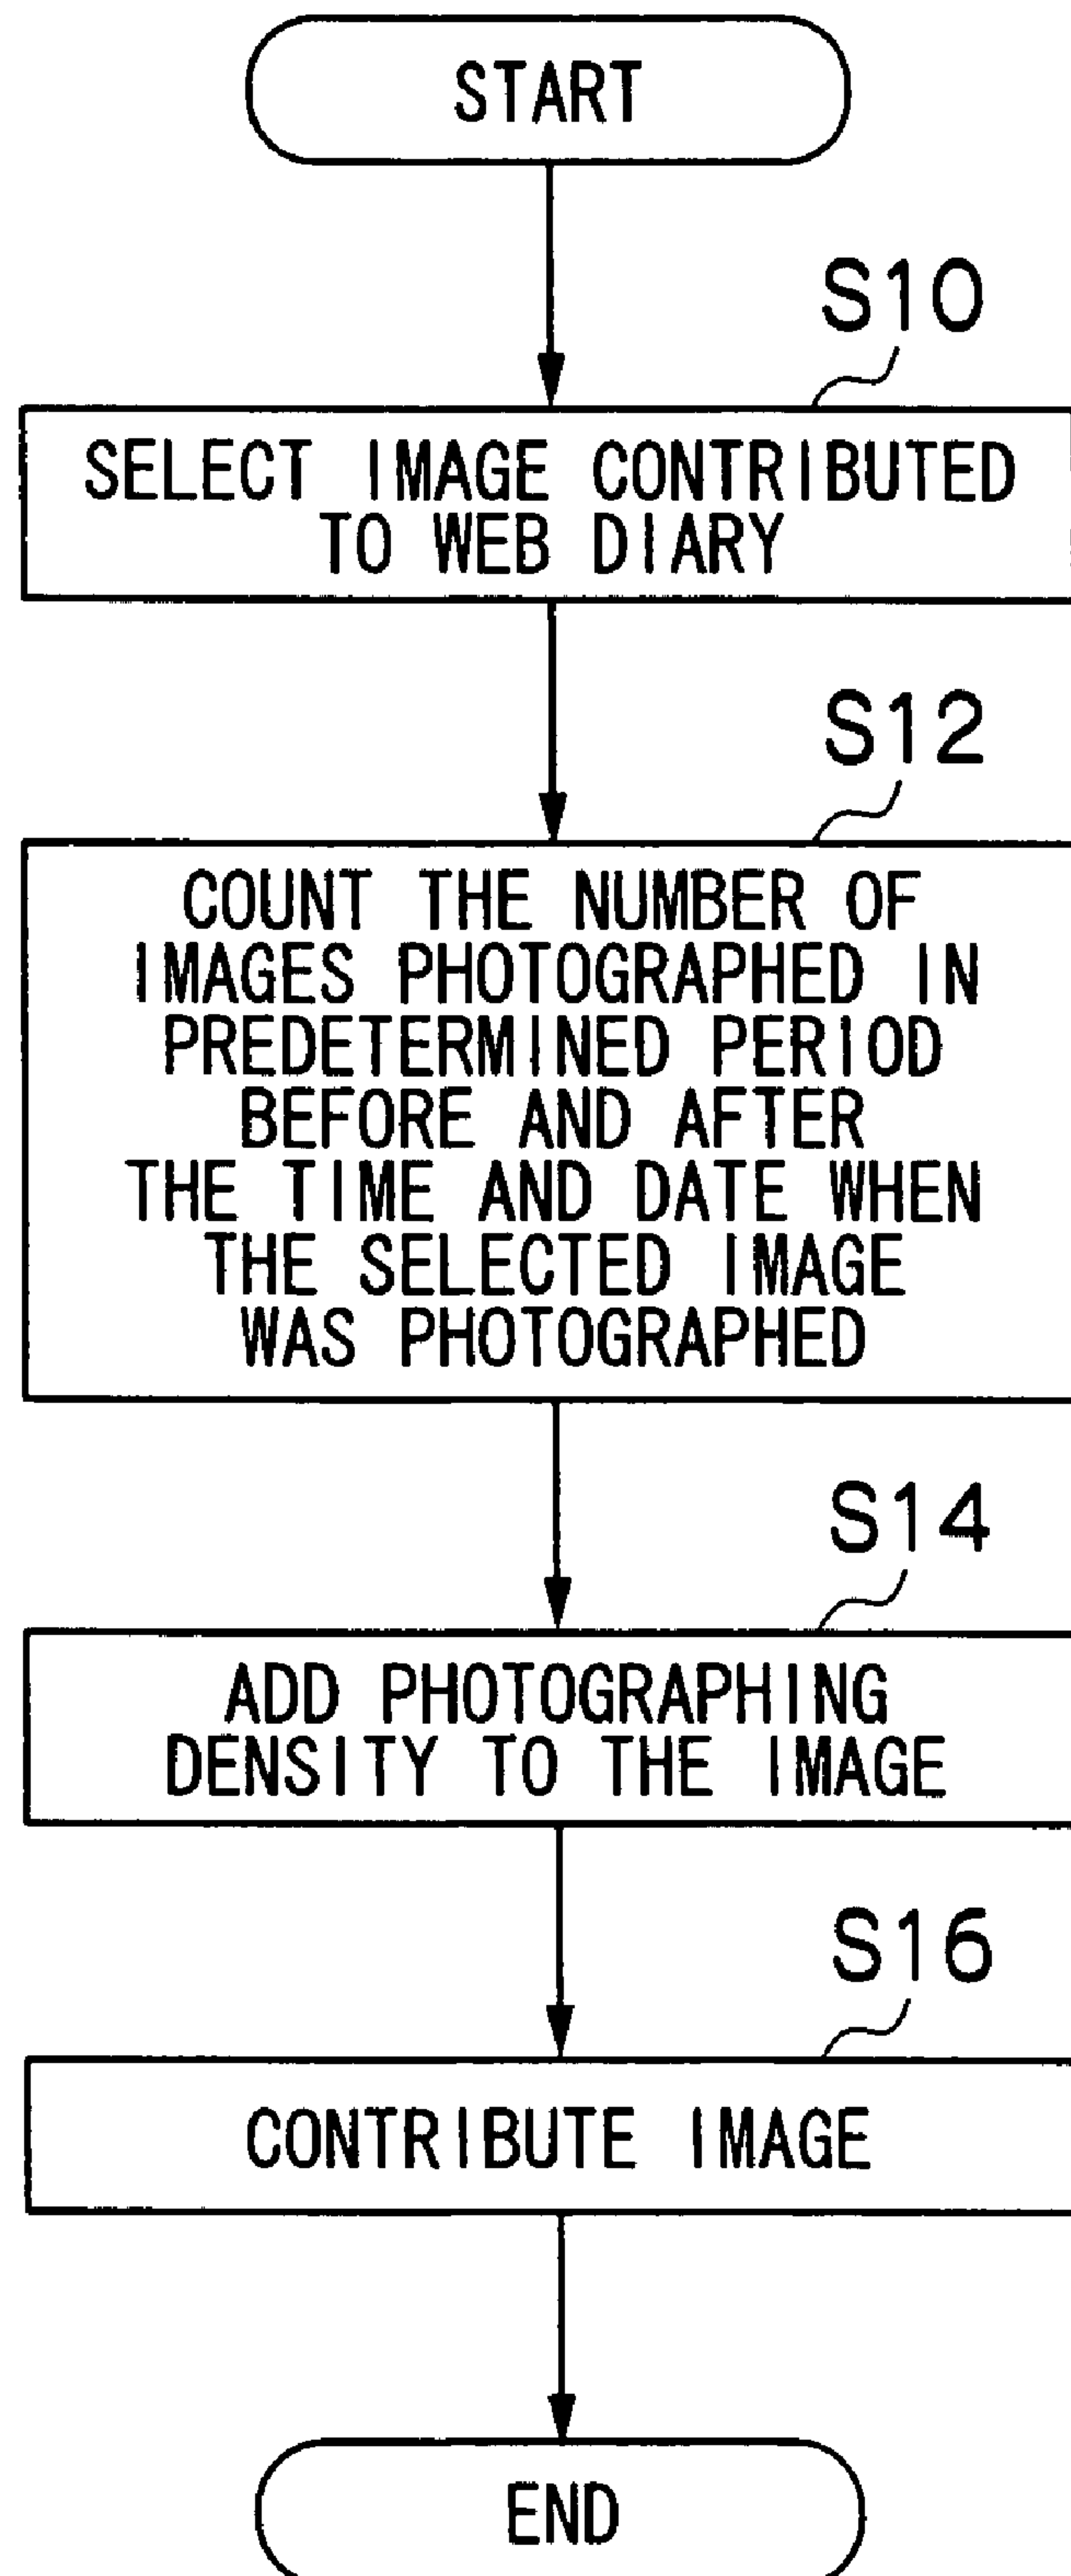 START
S10
SELECT IMAGE CONTRIBUTED
TO WEB DIARY
S12
COUNT THE NUMBER OF
IMAGES PHOTOGRAPHED IN
PREDETERMINED PERIOD
BEFORE AND AFTER
THE TIME AND DATE WHEN
THE SELECTED IMAGE
WAS PHOTOGRAPHED
S14
ADD PHOTOGRAPHING
DENSITY TO THE IMAGE
S16
CONTRIBUTE IMAGE
END